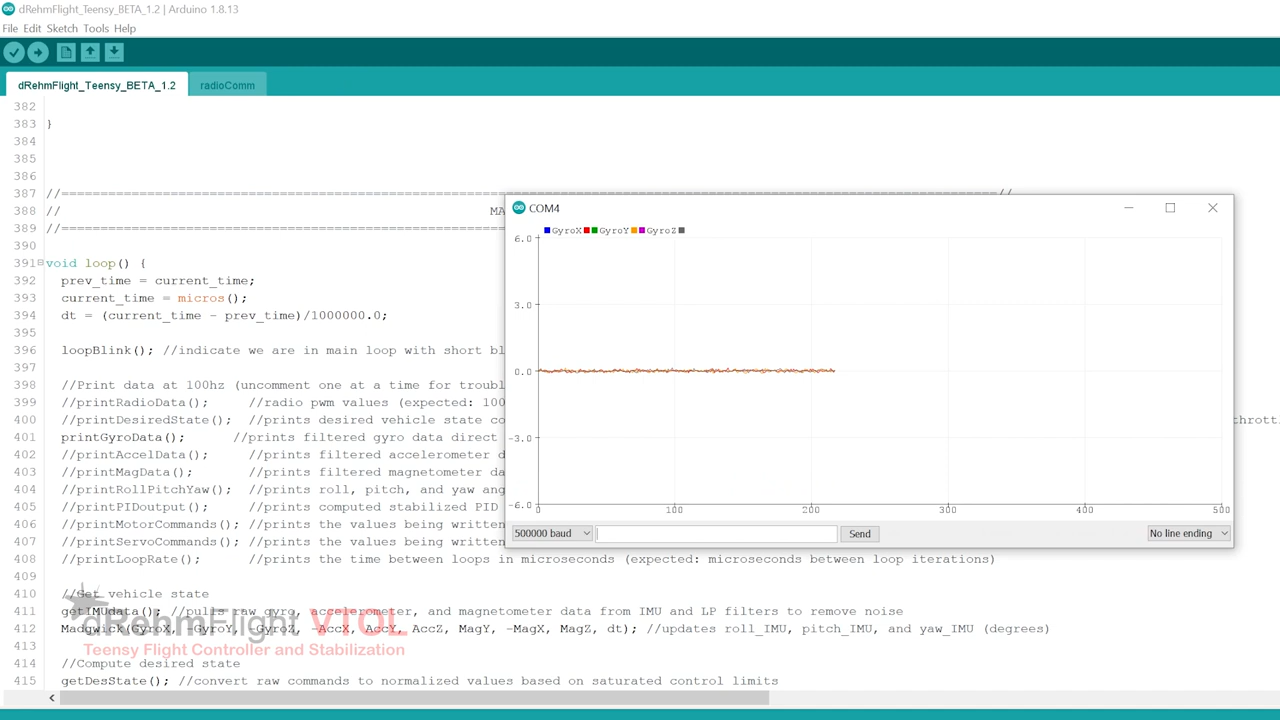 dRehmFlight_Teensy_BETA_1.2 | Arduino 1.8.13
File Edit Sketch Tools Help
dRehmFlight_Teensy_BETA_1.2 radioComm
382
383 }
384
385
386
387 //========================================================================================================================//
388 // MA
389 //==========================================================
390
391 void loop() {
392 prev_time = current_time;
393 current_time = micros();
394 dt = (current_time - prev_time)/1000000.0;
395
396 loopBlink(); //indicate we are in main loop with short bl
397
398 //Print data at 100hz (uncomment one at a time for troubl
399 //printRadioData(); //radio pwm values (expected: 100
400 //printDesiredState(); //prints desired vehicle state co
401 printGyroData(); //prints filtered gyro data direct
402 //printAccelData(); //prints filtered accelerometer d
403 //printMagData(); //prints filtered magnetometer da
404 //printRollPitchYaw(); //prints roll, pitch, and yaw ang
405 //printPIDoutput(); //prints computed stabilized PID
406 //printMotorCommands(); //prints the values being written
407 //printServoCommands(); //prints the values being written
408 //printLoopRate(); //prints the time between loops in microseconds (expected: microseconds between loop iterations)
409
410 //Get vehicle state
411 getIMUdata(); //pulls raw gyro, accelerometer, and magnetometer data from IMU and LP filters to remove noise
412 Madgwick(GyroX, -GyroY, -GyroZ, -AccX, AccY, AccZ, MagY, -MagX, MagZ, dt); //updates roll_IMU, pitch_IMU, and yaw_IMU (degrees)
413
414 //Compute desired state
415 getDesState(); //convert raw commands to normalized values based on saturated control limits
COM4
GyroX GyroY GyroZ
6.0
3.0
0.0
-3.0
-6.0
0 100 200 300 400 500
500000 baud Send No line ending
thrott
dRehmFlight VTOL
Teensy Flight Controller and Stabilization